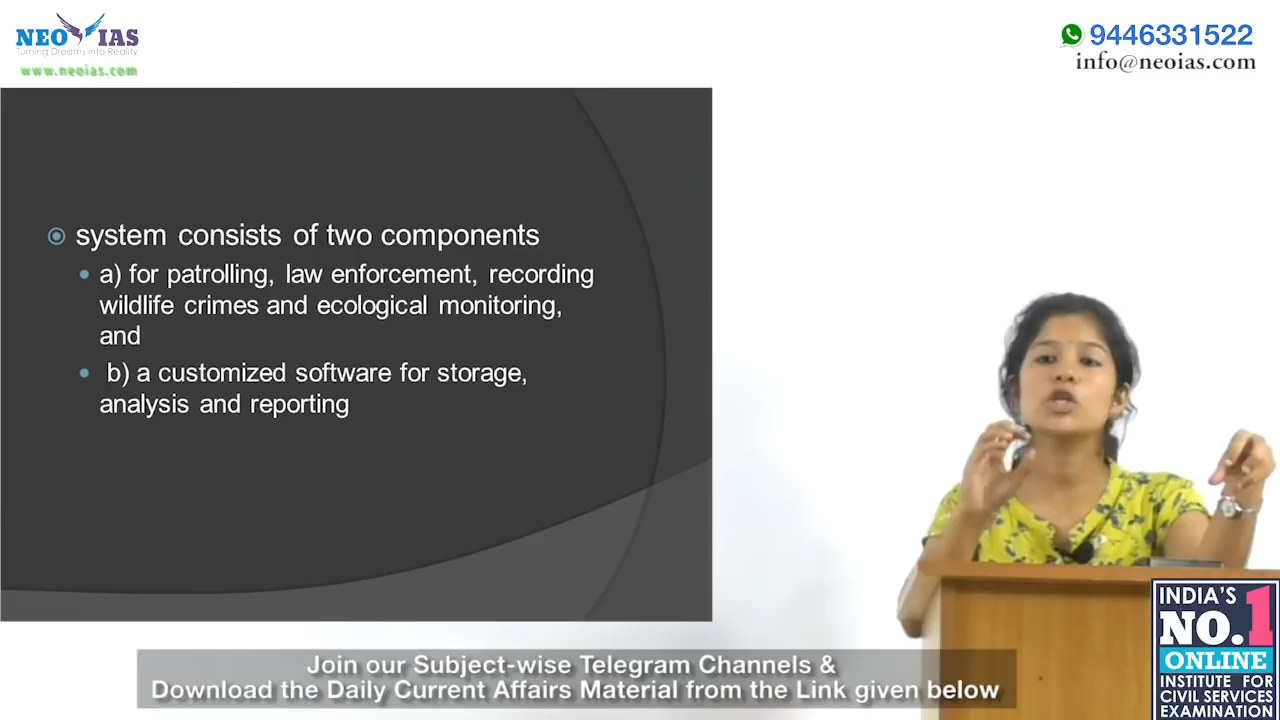 NEO IAS
Turning Dreams into Reality
www.neoias.com
9446331522
info@neoias.com
system consists of two components
a) for patrolling, law enforcement, recording
wildlife crimes and ecological monitoring,
and
b) a customized software for storage,
analysis and reporting
INDIA'S
NO.1
ONLINE
INSTITUTE FOR
CIVIL SERVICES
EXAMINATION
Join our Subject-wise Telegram Channels &
Download the Daily Current Affairs Material from the Link given below